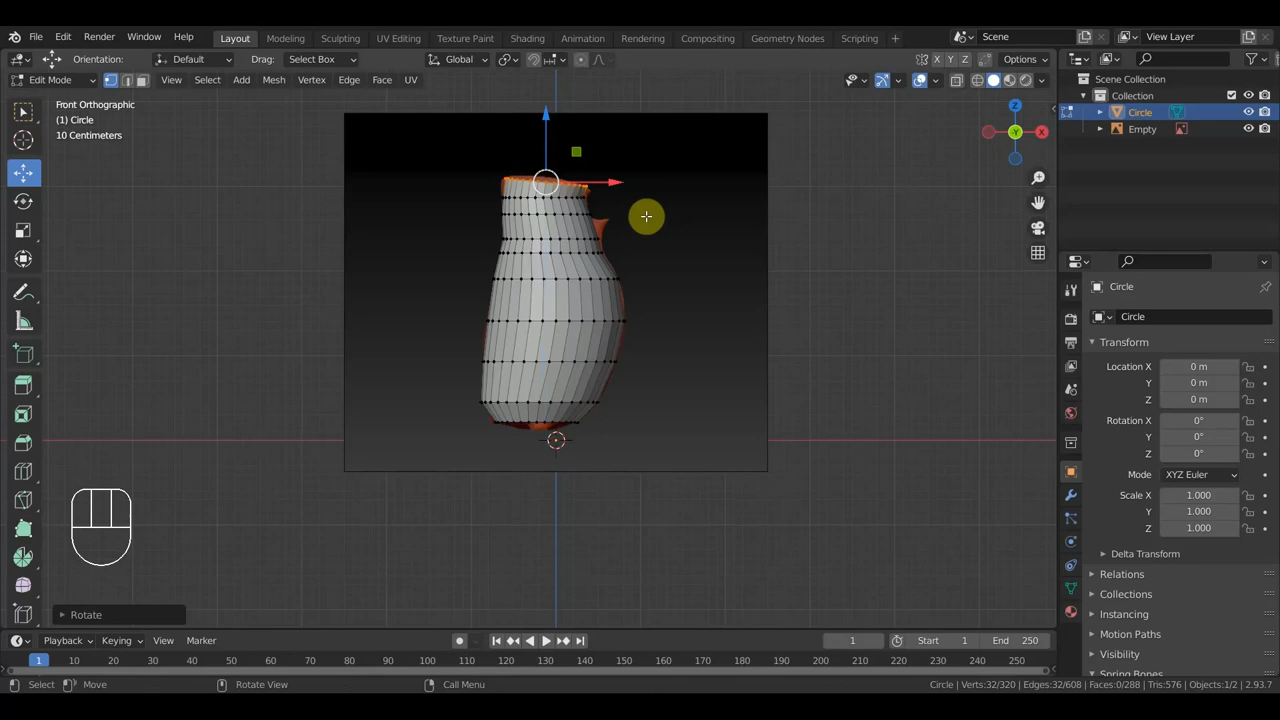 File Edit Render Window Help Layout Modeling Sculpting UV Editing Texture Paint Shading Animation Rendering Compositing Geometry Nodes Scripting + Scene View Layer
Orientation: Default Drag: Select Box Global X Y Z Options
Edit Mode View Select Add Mesh Vertex Edge Face UV
Scene Collection
Collection
Circle
Empty
Front Orthographic
(1) Circle
10 Centimeters
Z
-Y
X
Circle
Circle
Transform
Location X 0 m
Y 0 m
Z 0 m
Rotation X 0°
Y 0°
Z 0°
Mode XYZ Euler
Scale X 1.000
Y 1.000
Z 1.000
Delta Transform
Relations
Collections
Instancing
Motion Paths
Visibility
Spring Bones
Rotate
Playback Keying View Marker 1 Start 1 End 250
1 10 20 30 40 50 60 70 80 90 100 110 120 130 140 150 160 170 180 190 200 210 220 230 240 250
Select Move Rotate View Call Menu Circle | Verts:32/320 | Edges:32/608 | Faces:0/288 | Tris:576 | Objects:1/2 | 2.93.7